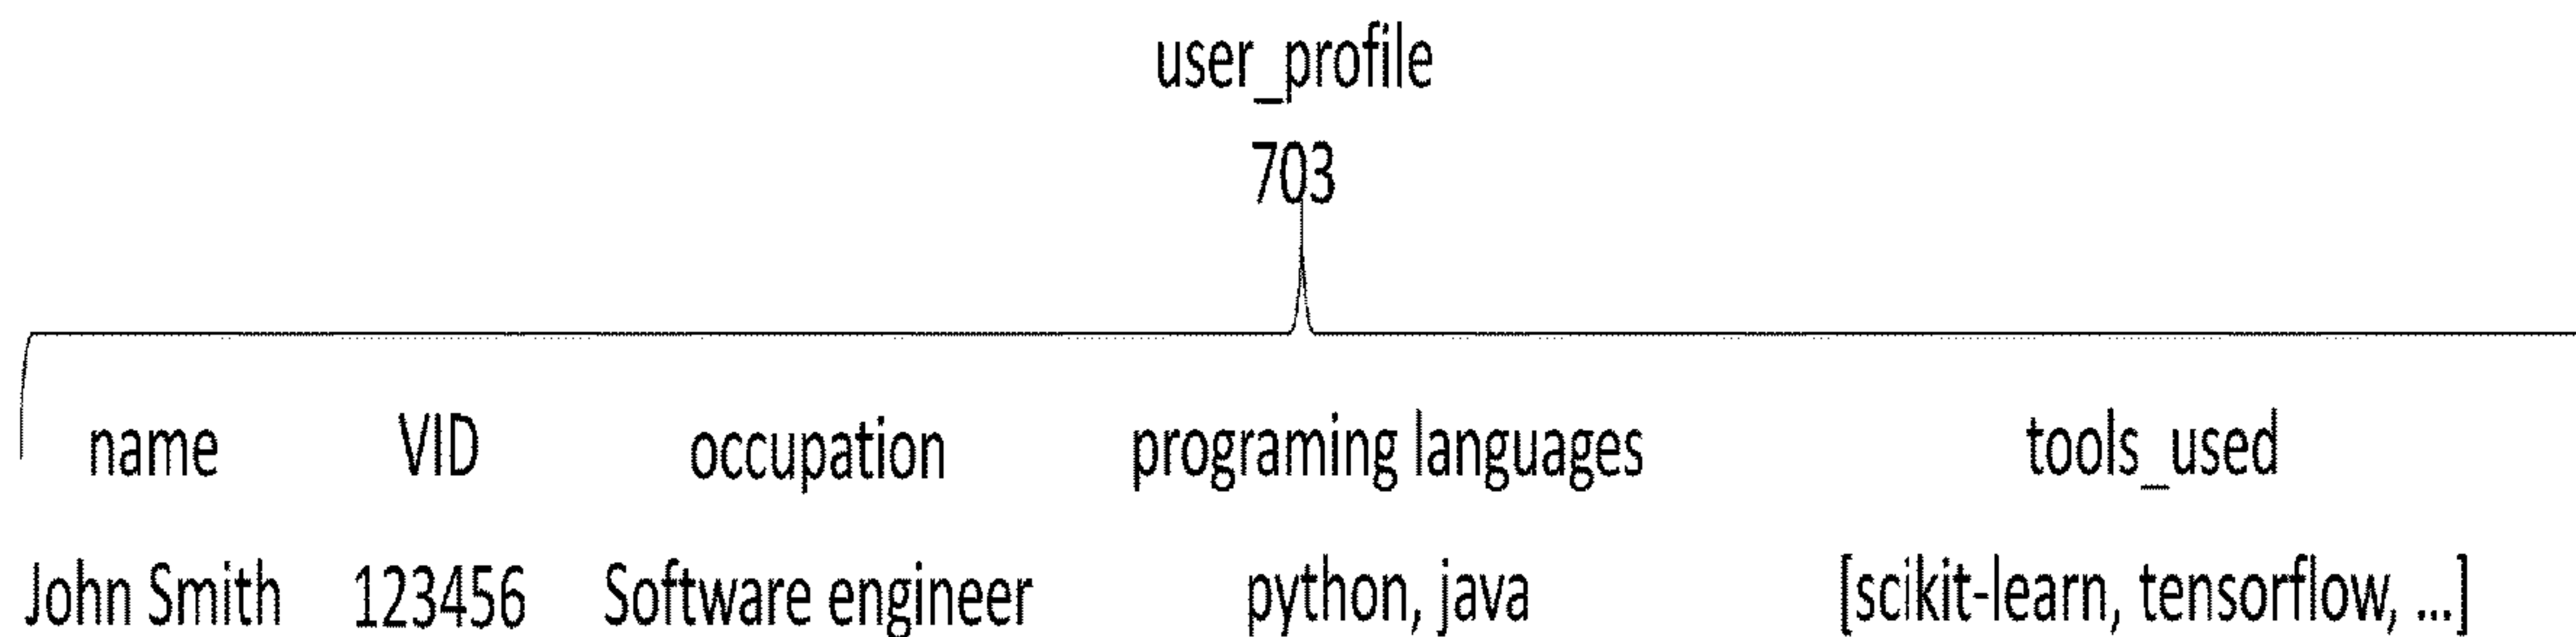 user_profile
703
name VID occupation programing languages tools_used
John Smith 123456 Software engineer python, java [scikit-learn, tensorflow, ...]